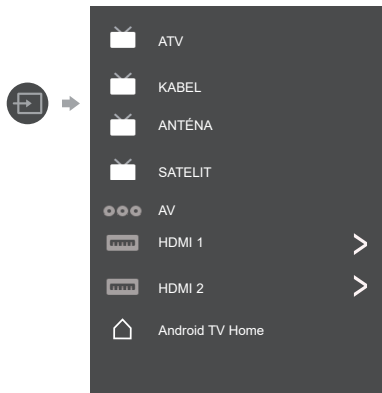 ATV
KABEL
ANTÉNA
SATELIT
AV
HDMI 1
HDMI 2
Android TV Home